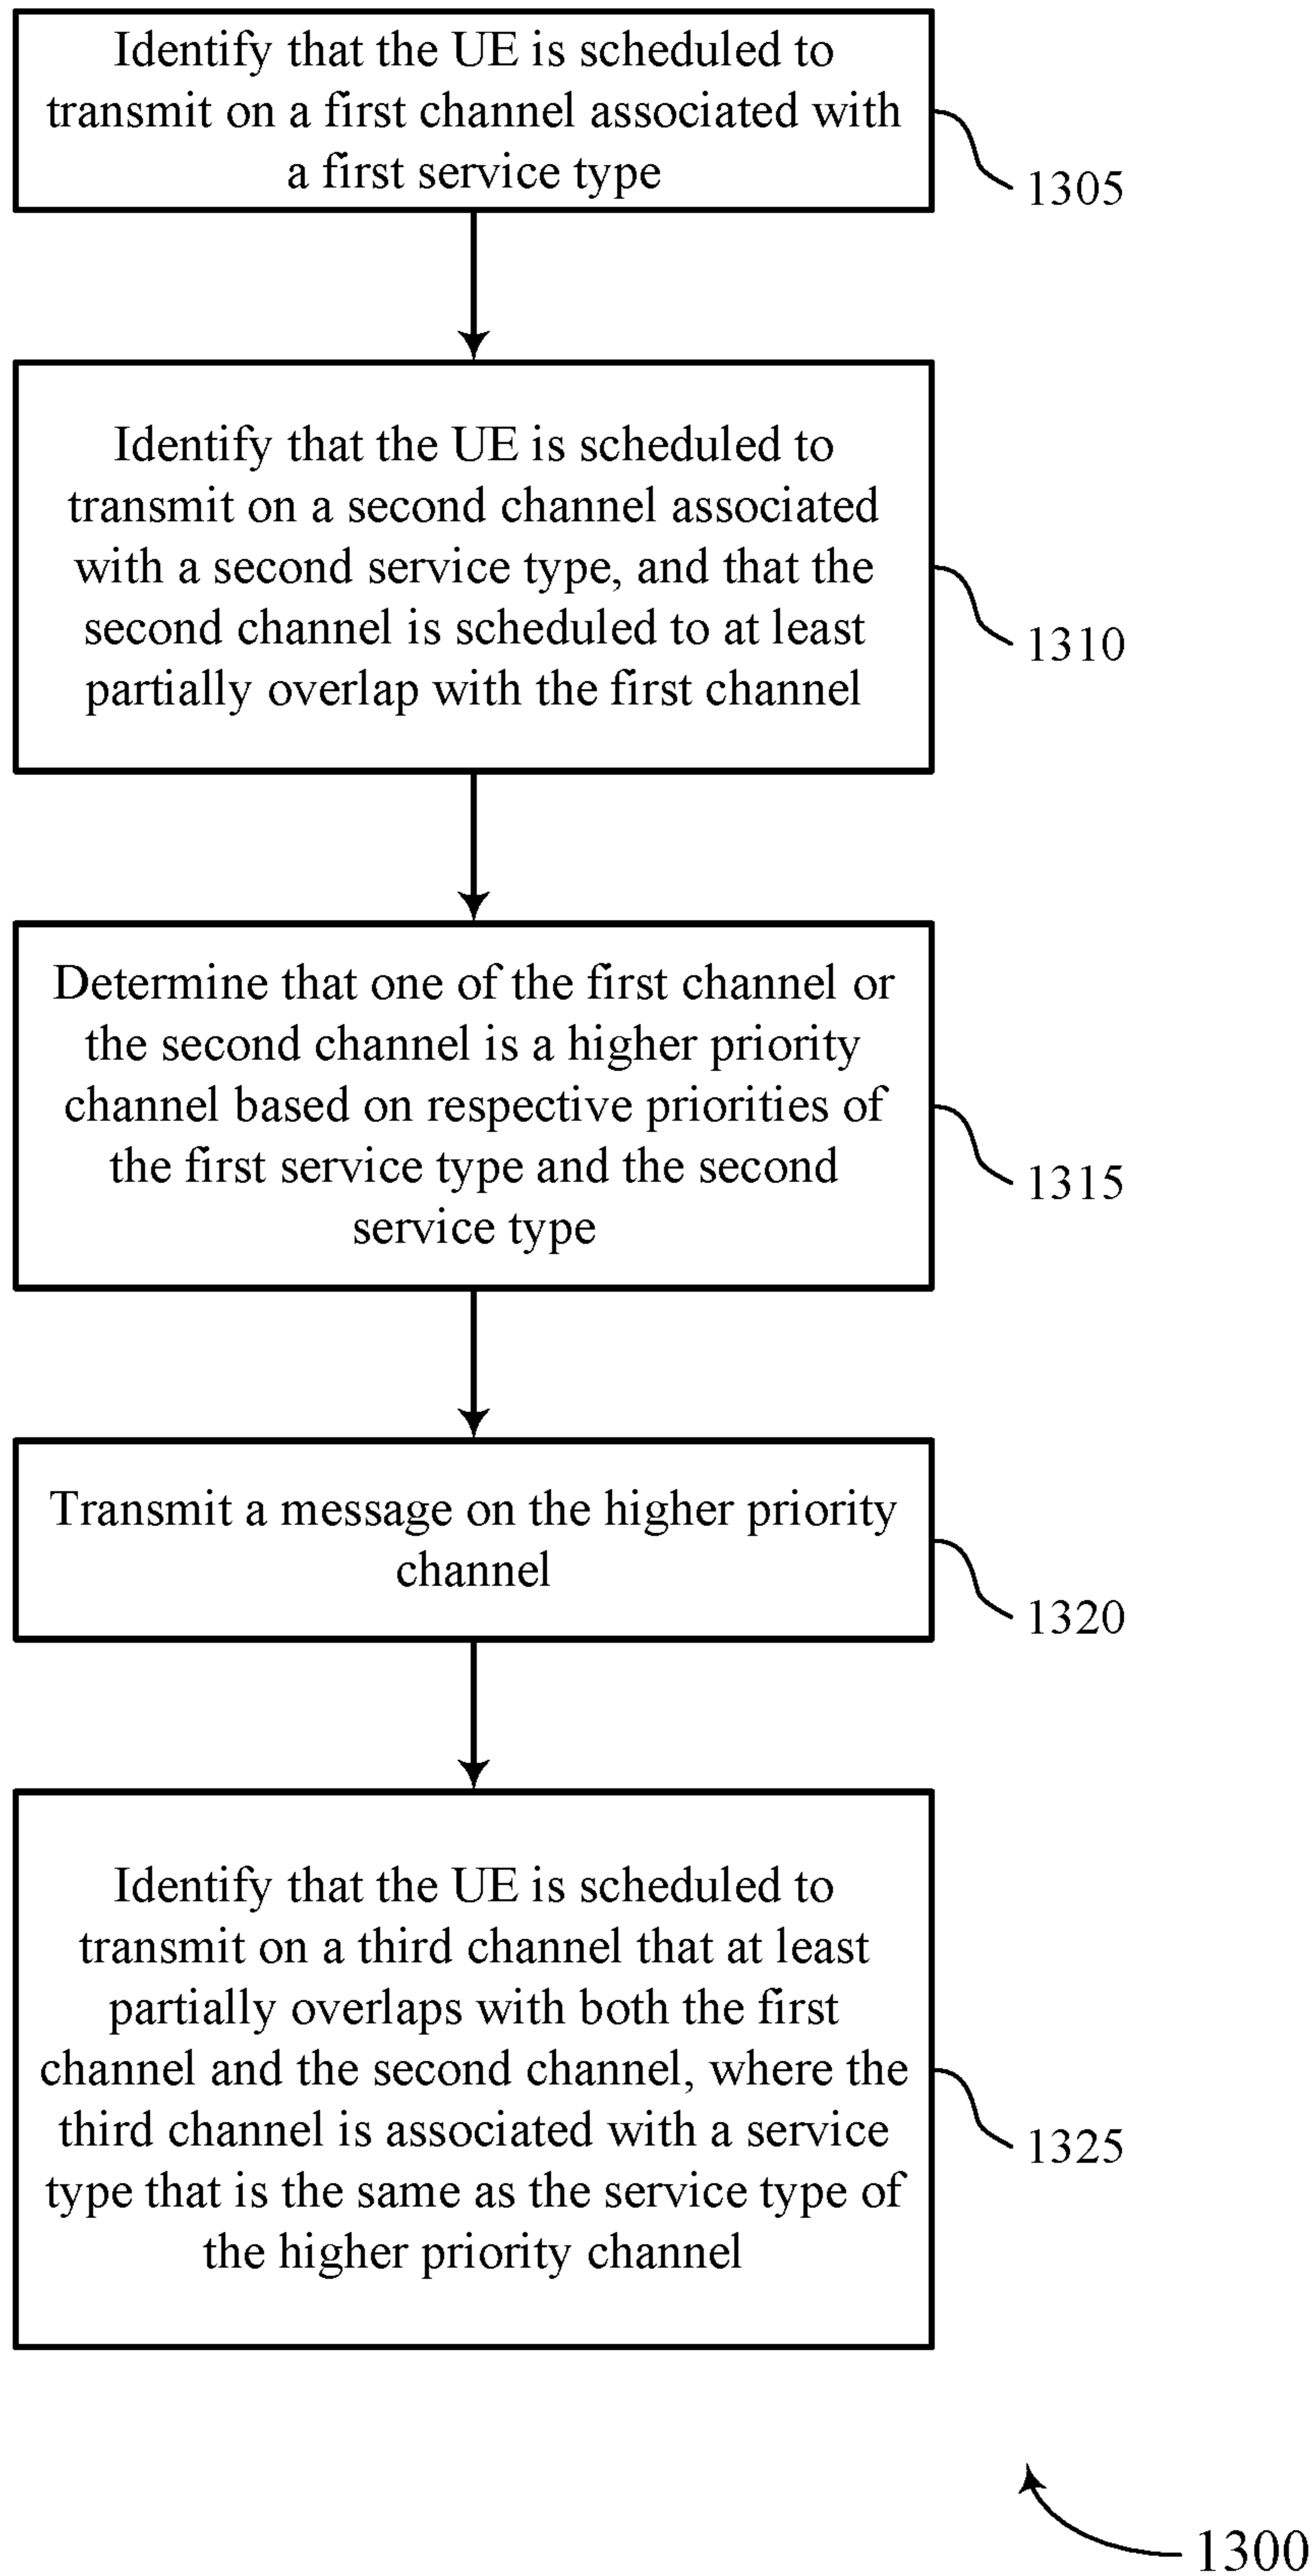 Identify that the UE is scheduled to
transmit on a first channel associated with
a first service type
1305
Identify that the UE is scheduled to
transmit on a second channel associated
with a second service type, and that the
second channel is scheduled to at least
partially overlap with the first channel
1310
Determine that one of the first channel or
the second channel is a higher priority
channel based on respective priorities of
the first service type and the second
service type
1315
Transmit a message on the higher priority
channel
1320
Identify that the UE is scheduled to
transmit on a third channel that at least
partially overlaps with both the first
channel and the second channel, where the
third channel is associated with a service
type that is the same as the service type of
the higher priority channel
1325
1300